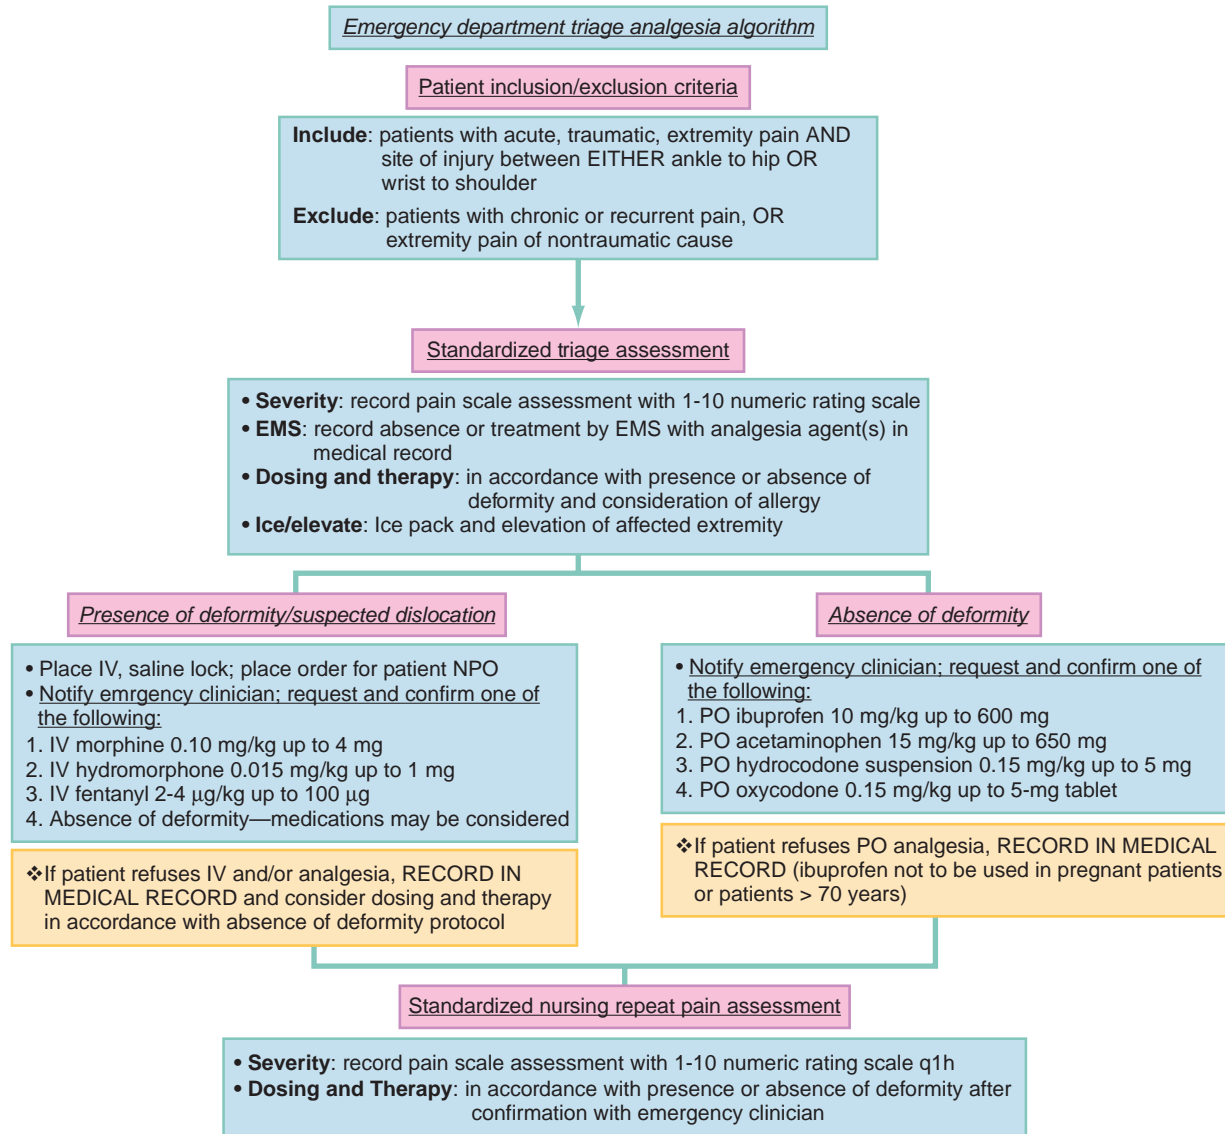 Emergency department triage analgesia algorithm
Patient inclusion/exclusion criteria
Include: patients with acute, traumatic, extremity pain AND
site of injury between EITHER ankle to hip OR
wrist to shoulder
Exclude: patients with chronic or recurrent pain, OR
extremity pain of nontraumatic cause
Standardized triage assessment
• Severity: record pain scale assessment with 1-10 numeric rating scale
• EMS: record absence or treatment by EMS with analgesia agent(s) in
medical record
• Dosing and therapy: in accordance with presence or absence of
deformity and consideration of allergy
• Ice/elevate: Ice pack and elevation of affected extremity
Presence of deformity/suspected dislocation
• Place IV, saline lock; place order for patient NPO
• Notify emrgency clinician; request and confirm one of
the following:
1. IV morphine 0.10 mg/kg up to 4 mg
2. IV hydromorphone 0.015 mg/kg up to 1 mg
3. IV fentanyl 2-4 μg/kg up to 100 μg
4. Absence of deformity—medications may be considered
❖If patient refuses IV and/or analgesia, RECORD IN
MEDICAL RECORD and consider dosing and therapy
in accordance with absence of deformity protocol
Absence of deformity
• Notify emergency clinician; request and confirm one of
the following:
1. PO ibuprofen 10 mg/kg up to 600 mg
2. PO acetaminophen 15 mg/kg up to 650 mg
3. PO hydrocodone suspension 0.15 mg/kg up to 5 mg
4. PO oxycodone 0.15 mg/kg up to 5-mg tablet
❖If patient refuses PO analgesia, RECORD IN MEDICAL
RECORD (ibuprofen not to be used in pregnant patients
or patients > 70 years)
Standardized nursing repeat pain assessment
• Severity: record pain scale assessment with 1-10 numeric rating scale q1h
• Dosing and Therapy: in accordance with presence or absence of deformity after
confirmation with emergency clinician